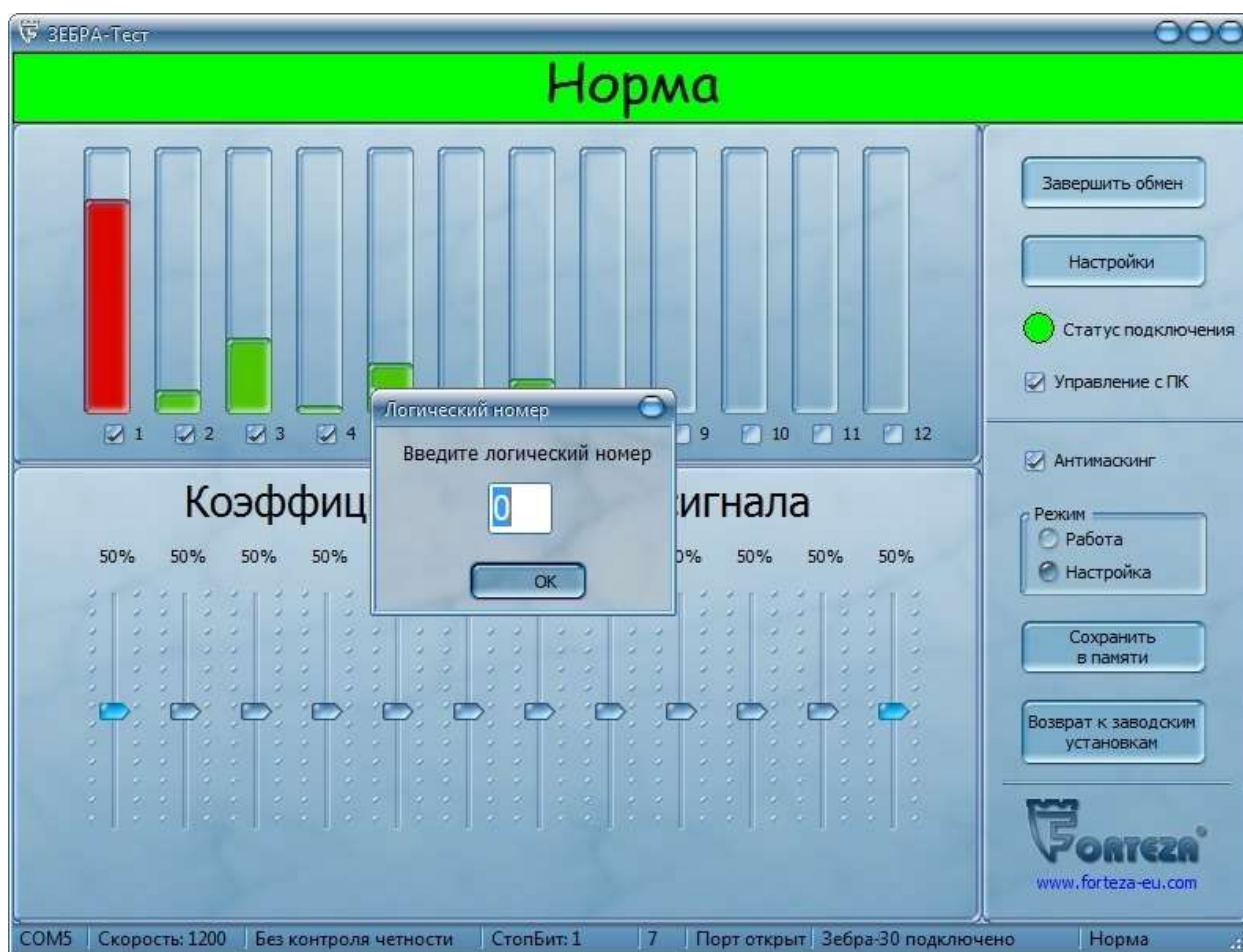 ЗЕБРА-Тест
Норма
1 2 3 4 9 10 11 12
Завершить обмен
Настройки
Статус подключения
Управление с ПК
Логический номер
Введите логический номер
0
OK
Коэффиц
игнала
50% 50% 50% 50% 0% 50% 50% 50%
Антимаскинг
Режим
Работа
Настройка
Сохранить
в памяти
Возврат к заводским
установкам
FORTEZA
www.forteza-eu.com
COM5 Скорость: 1200 Без контроля четности СтопБит: 1 7 Порт открыт Зебра-30 подключено Норма